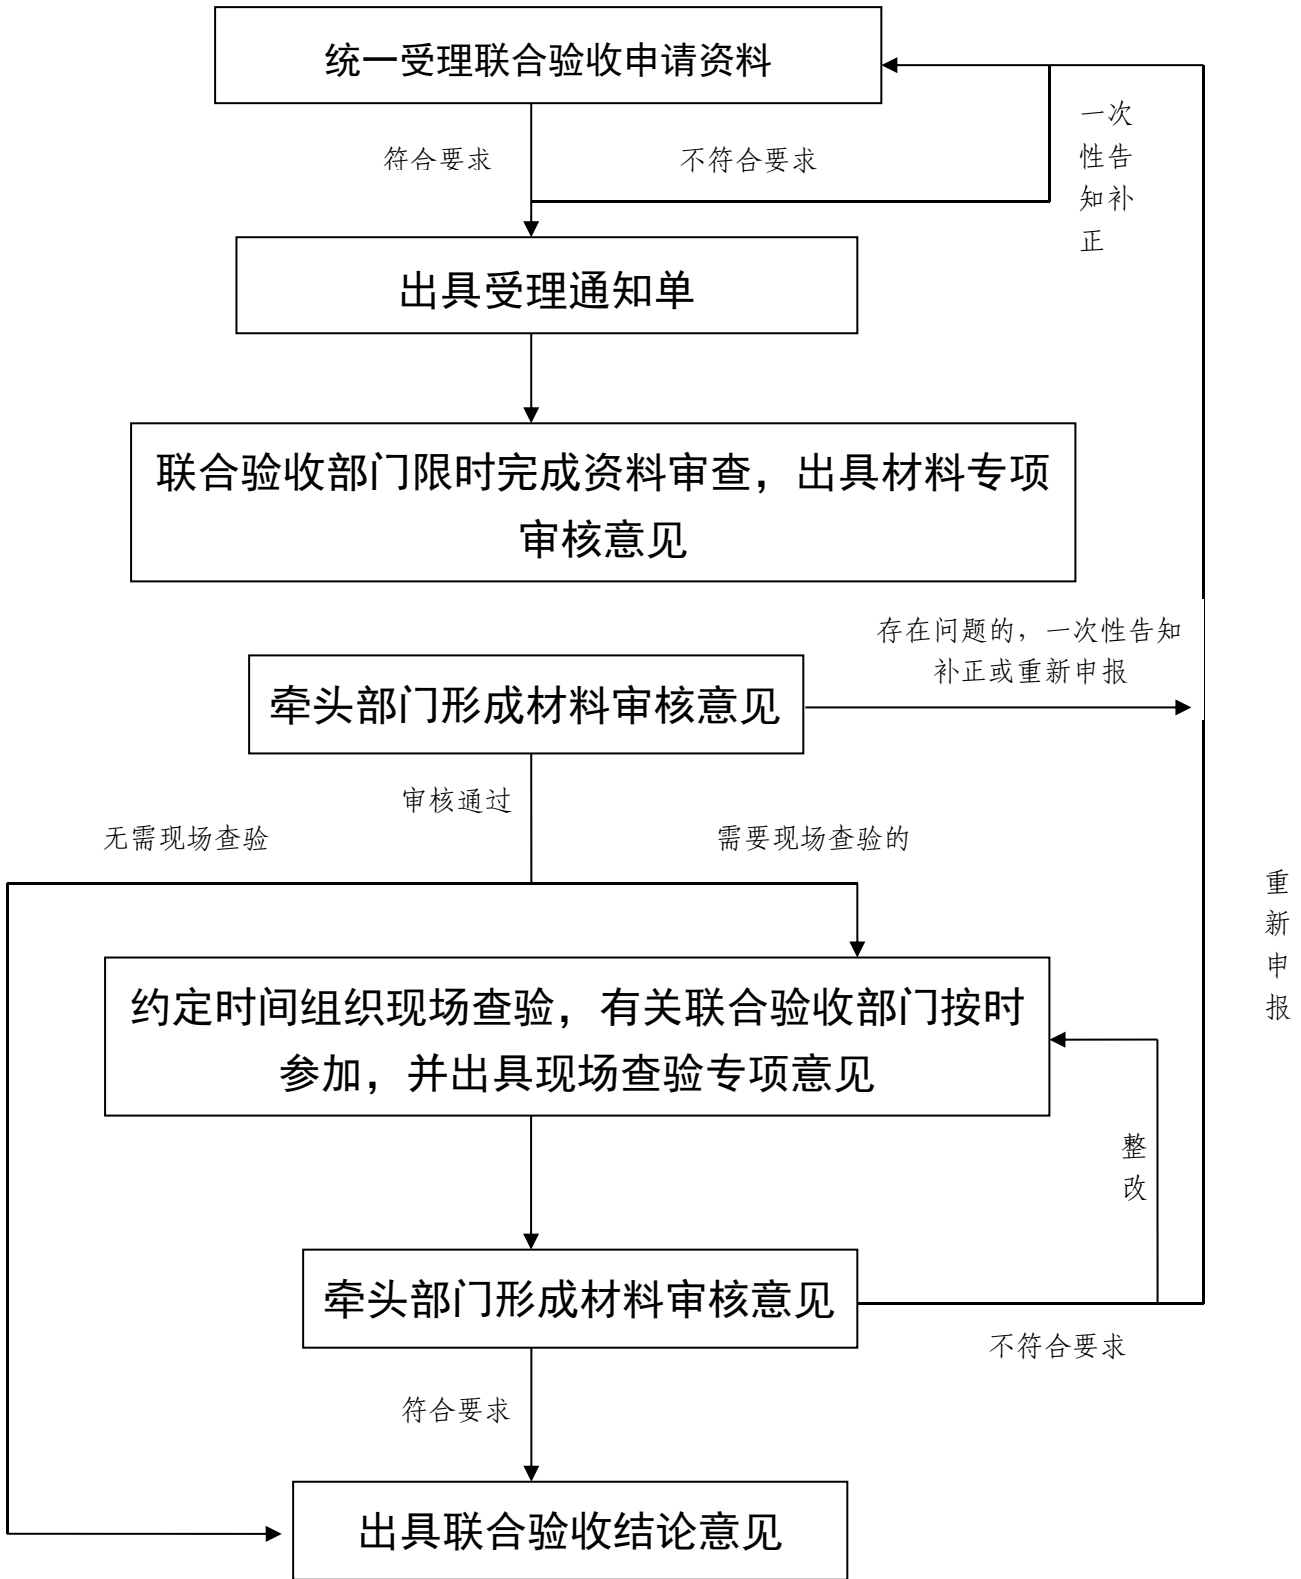 统一受理联合验收申请资料
一次
性告
知补
正
符合要求
不符合要求
出具受理通知单
联合验收部门限时完成资料审查，出具材料专项
审核意见
存在问题的，一次性告知
补正或重新申报
牵头部门形成材料审核意见
审核通过
无需现场查验
需要现场查验的
重
新
申
报
约定时间组织现场查验，有关联合验收部门按时
参加，并出具现场查验专项意见
整
改
牵头部门形成材料审核意见
不符合要求
符合要求
出具联合验收结论意见